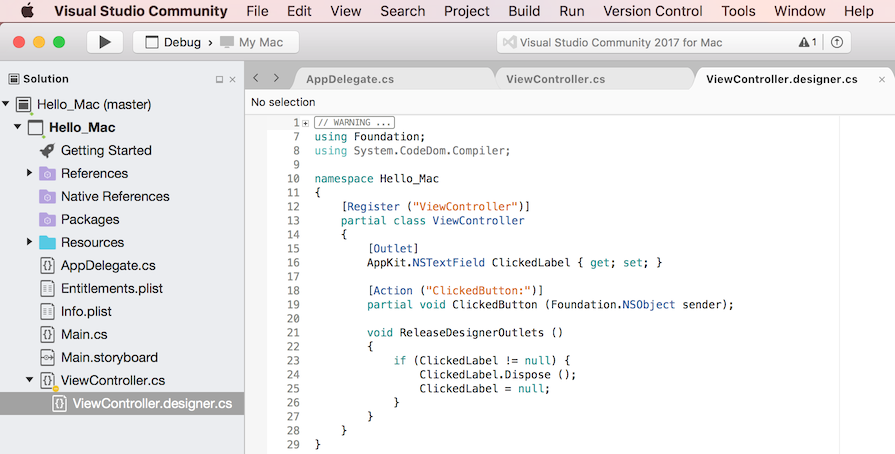 Visual Studio Community File Edit View Search Project Build Run Version Control Tools Window Help
Debug › My Mac Visual Studio Community 2017 for Mac 1
Solution
Hello_Mac (master)
Hello_Mac
Getting Started
References
Native References
Packages
Resources
AppDelegate.cs
Entitlements.plist
Info.plist
Main.cs
Main.storyboard
ViewController.cs
ViewController.designer.cs
AppDelegate.cs ViewController.cs ViewController.designer.cs
No selection
1 // WARNING ...
7 using Foundation;
8 using System.CodeDom.Compiler;
9
10 namespace Hello_Mac
11 {
12 [Register ("ViewController")]
13 partial class ViewController
14 {
15 [Outlet]
16 AppKit.NSTextField ClickedLabel { get; set; }
17
18 [Action ("ClickedButton:")]
19 partial void ClickedButton (Foundation.NSObject sender);
20
21 void ReleaseDesignerOutlets ()
22 {
23 if (ClickedLabel != null) {
24 ClickedLabel.Dispose ();
25 ClickedLabel = null;
26 }
27 }
28 }
29 }